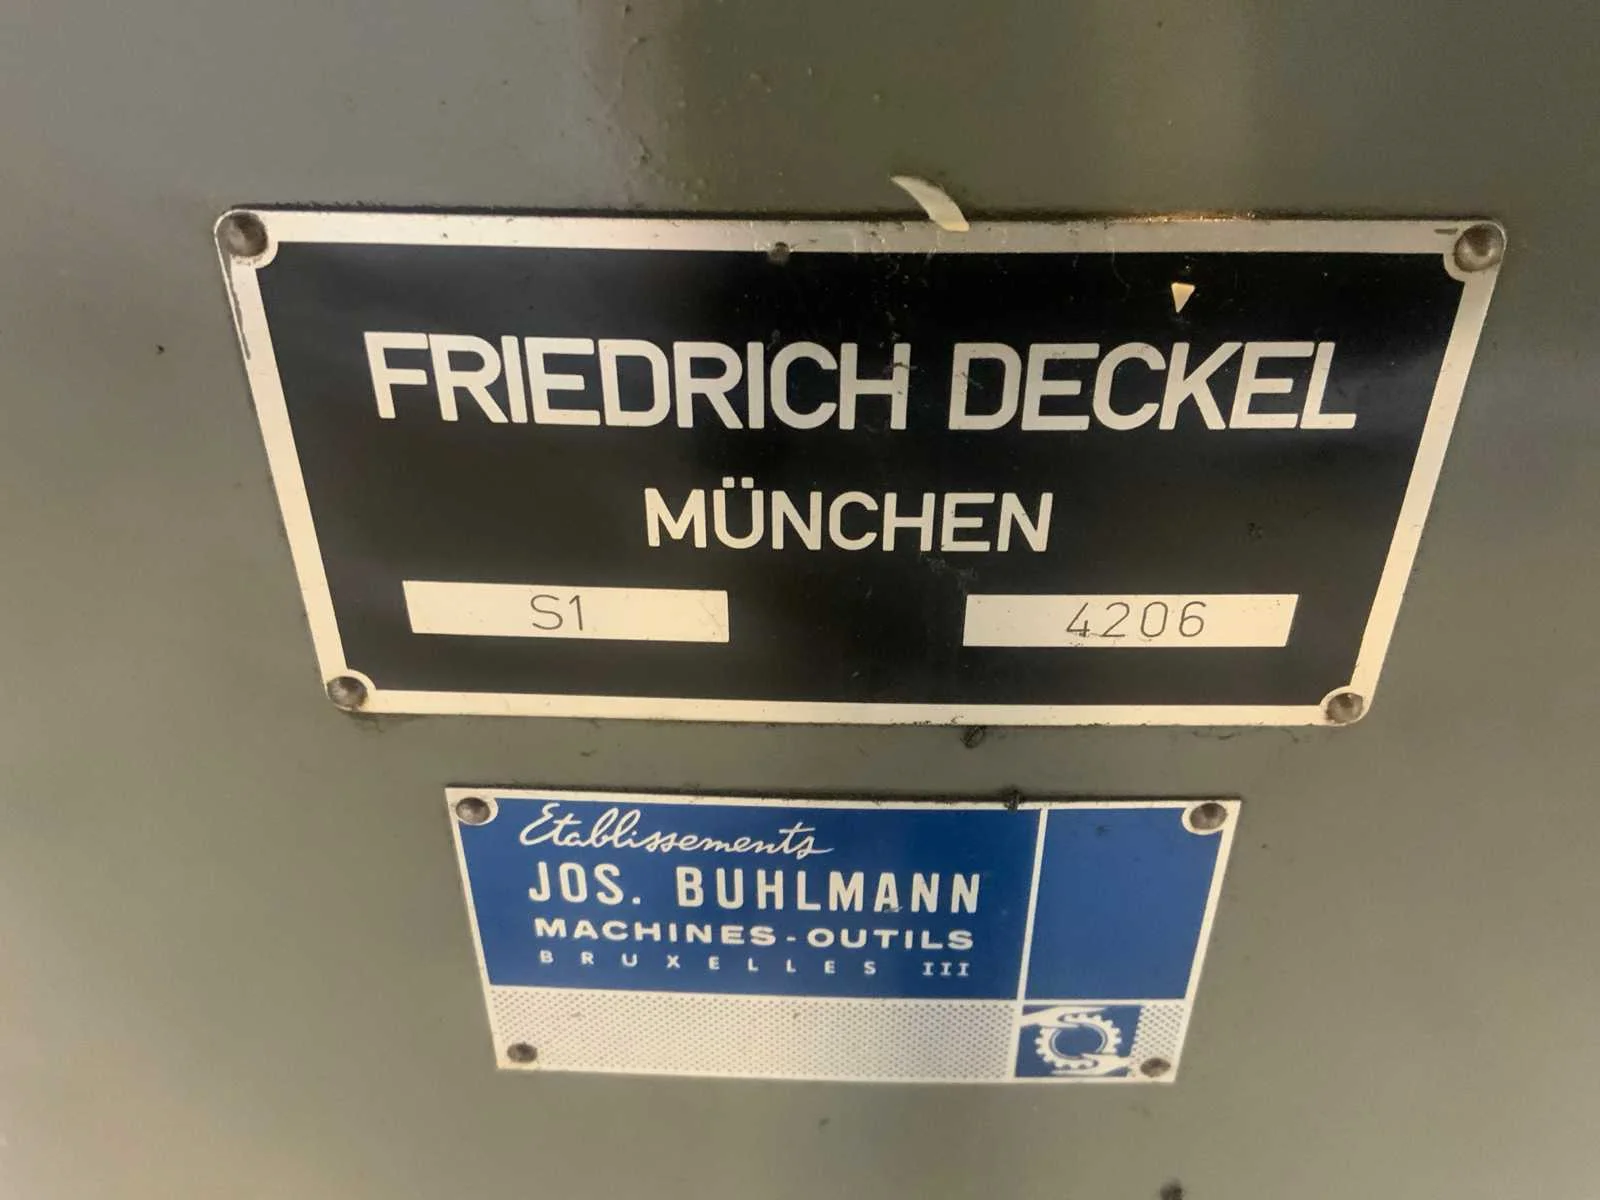 FRIEDRICH DECKEL
MÜNCHEN
S1 4206
Etablissements
JOS. BUHLMANN
MACHINES-OUTILS
BRUXELLES III